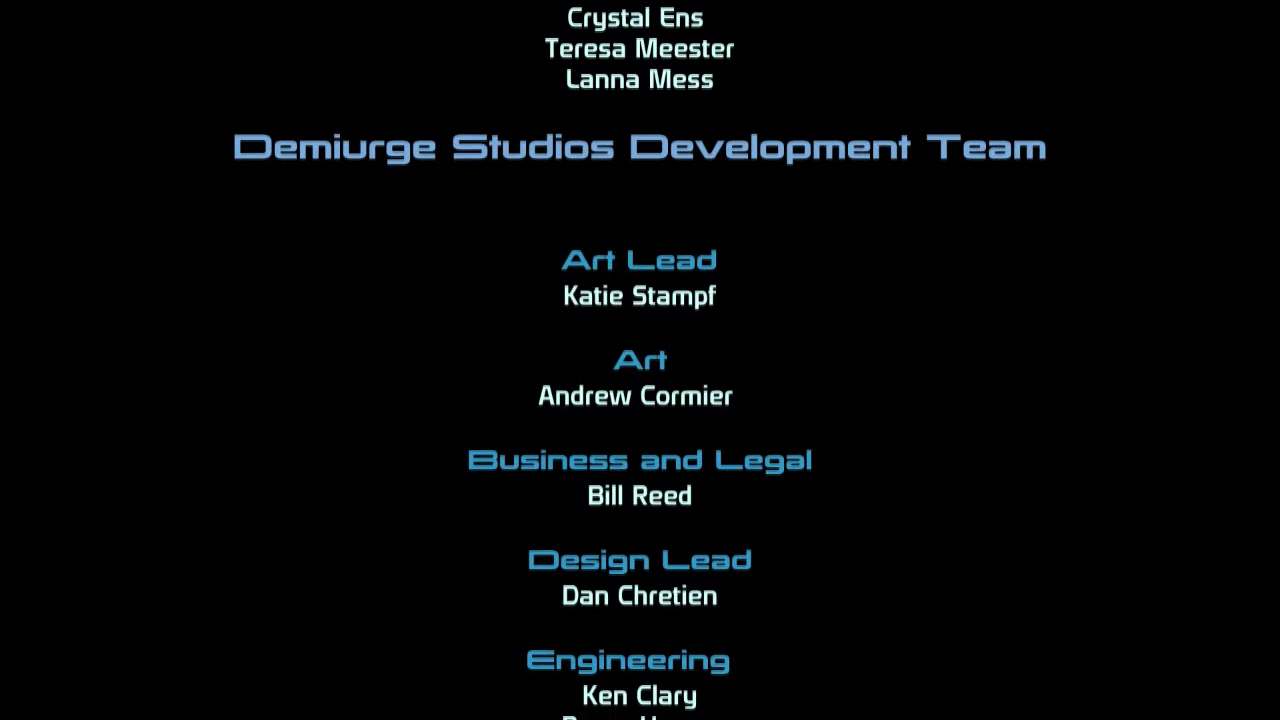 Crystal Ens
Teresa Meester
Lanna Mess
Demiurge Studios Development Team
Art Lead
Katie Stampf
Art
Andrew Cormier
Business and Legal
Bill Reed
Design Lead
Dan Chretien
Engineering
Ken Clary